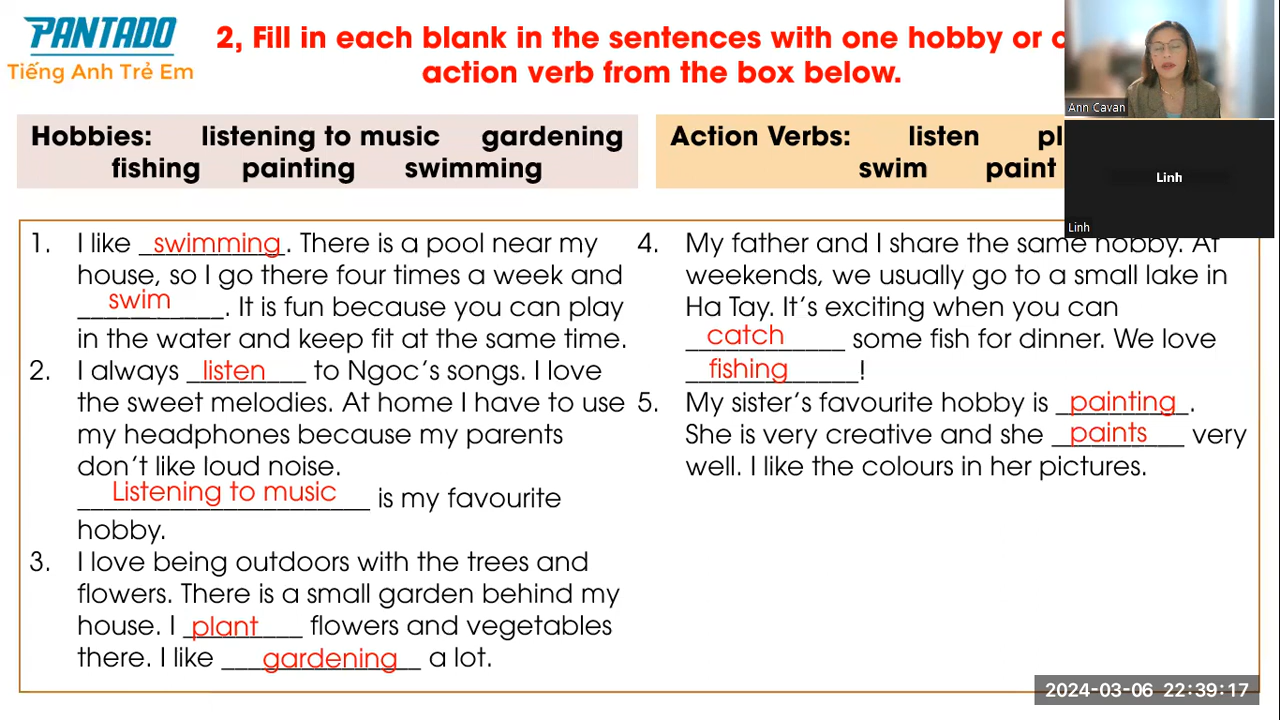 PANTADO
Tiếng Anh Trẻ Em
2, Fill in each blank in the sentences with one hobby or
action verb from the box below.
Ann Cavan
Linh
Linh
Hobbies: listening to music gardening
fishing painting swimming
Action Verbs: listen
swim paint
1. I like swimming. There is a pool near my
house, so I go there four times a week and
swim. It is fun because you can play
in the water and keep fit at the same time.
2. I always listen to Ngoc's songs. I love
the sweet melodies. At home I have to use
my headphones because my parents
don't like loud noise.
Listening to music is my favourite
hobby.
3. I love being outdoors with the trees and
flowers. There is a small garden behind my
house. I plant flowers and vegetables
there. I like gardening a lot.
4. My father and I share the same hobby. At
weekends, we usually go to a small lake in
Ha Tay. It's exciting when you can
catch some fish for dinner. We love
fishing!
5. My sister's favourite hobby is painting.
She is very creative and she paints very
well. I like the colours in her pictures.
2024-03-06 22:39:17